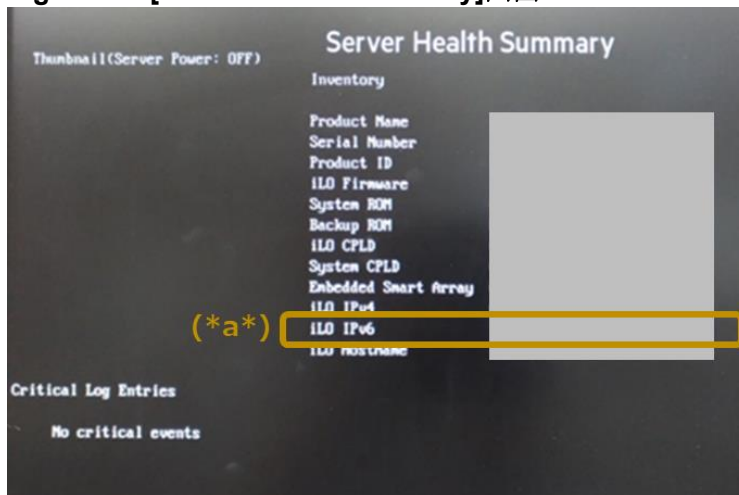 Thumbnail(Server Power: OFF)
Server Health Summary
Inventory
Product Name
Serial Number
Product ID
iLO Firmware
System ROM
Backup ROM
iLO CPLD
System CPLD
Embedded Smart Array
iLO IPv4
(*a*)
iLO IPv6
iLO Hostname
Critical Log Entries
No critical events